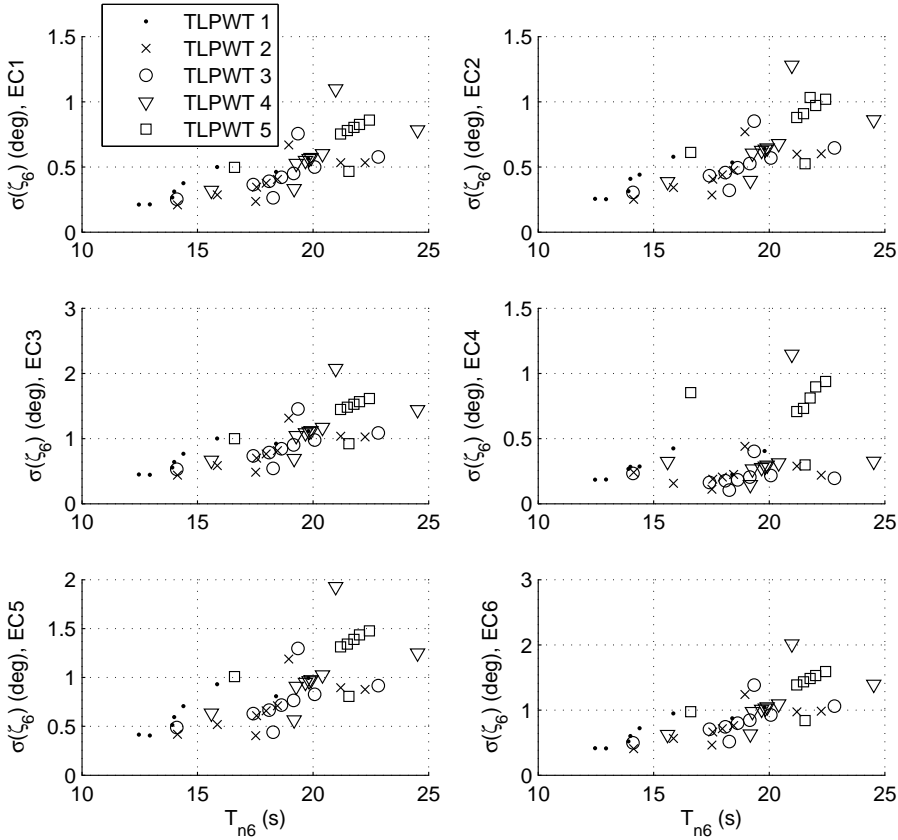 TLPWT 1
TLPWT 2
TLPWT 3
TLPWT 4
TLPWT 5
σ(ζ6) (deg), EC1
0
0.5
1
1.5
10 15 20 25
σ(ζ6) (deg), EC2
0
0.5
1
1.5
10 15 20 25
σ(ζ6) (deg), EC3
0
1
2
3
10 15 20 25
σ(ζ6) (deg), EC4
0
0.5
1
1.5
10 15 20 25
σ(ζ6) (deg), EC5
0
0.5
1
1.5
2
10 15 20 25
Tn6 (s)
σ(ζ6) (deg), EC6
0
1
2
3
10 15 20 25
Tn6 (s)